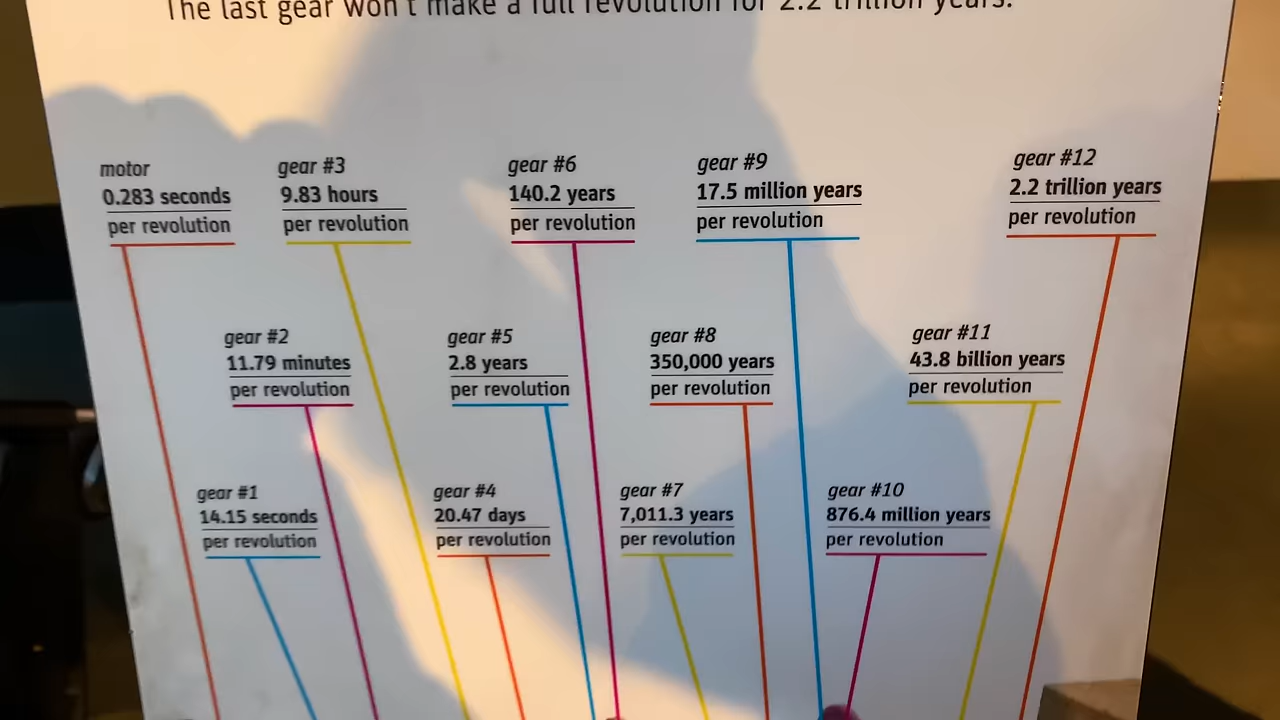 The last gear won't make a full revolution for 2.2 trillion years.
motor
0.283 seconds
per revolution
gear #3
9.83 hours
per revolution
gear #6
140.2 years
per revolution
gear #9
17.5 million years
per revolution
gear #12
2.2 trillion years
per revolution
gear #2
11.79 minutes
per revolution
gear #5
2.8 years
per revolution
gear #8
350,000 years
per revolution
gear #11
43.8 billion years
per revolution
gear #1
14.15 seconds
per revolution
gear #4
20.47 days
per revolution
gear #7
7,011.3 years
per revolution
gear #10
876.4 million years
per revolution